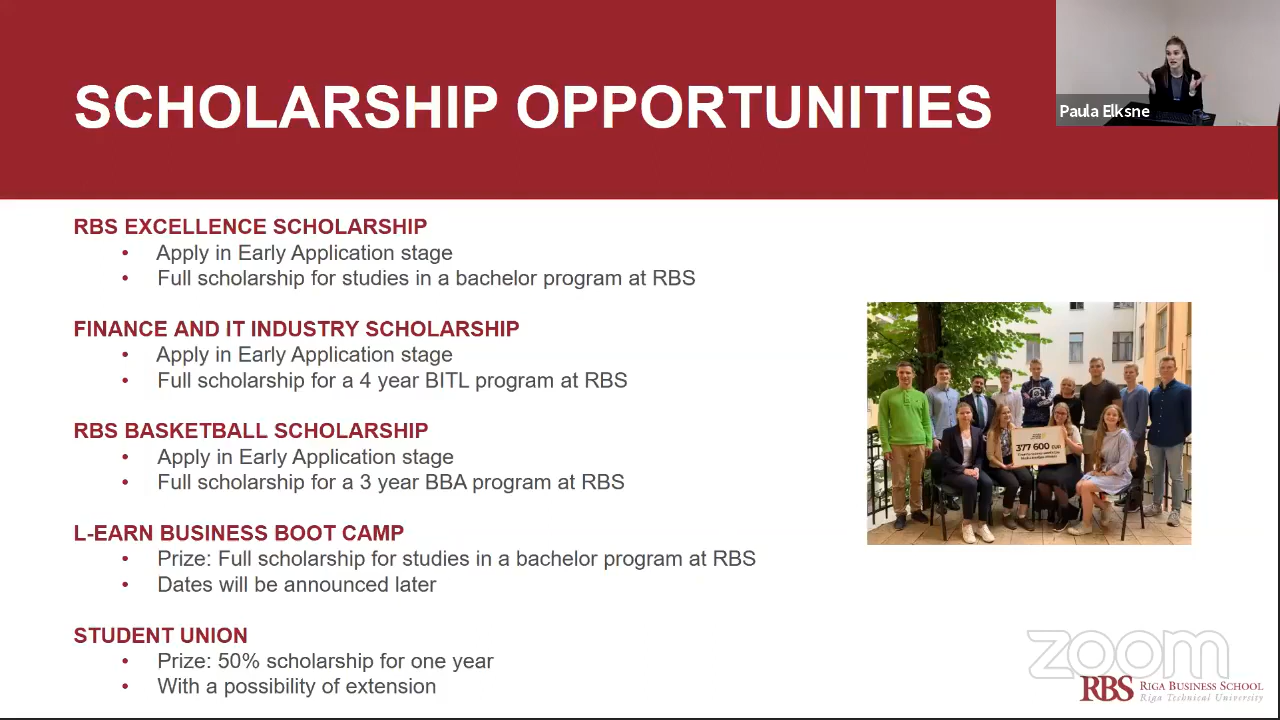 SCHOLARSHIP OPPORTUNITIES
Paula Elksne
RBS EXCELLENCE SCHOLARSHIP
• Apply in Early Application stage
• Full scholarship for studies in a bachelor program at RBS
FINANCE AND IT INDUSTRY SCHOLARSHIP
• Apply in Early Application stage
• Full scholarship for a 4 year BITL program at RBS
RBS BASKETBALL SCHOLARSHIP
• Apply in Early Application stage
• Full scholarship for a 3 year BBA program at RBS
L-EARN BUSINESS BOOT CAMP
• Prize: Full scholarship for studies in a bachelor program at RBS
• Dates will be announced later
STUDENT UNION
• Prize: 50% scholarship for one year
• With a possibility of extension
377 600 EUR
zoom
RBS RIGA BUSINESS SCHOOL
Riga Technical University